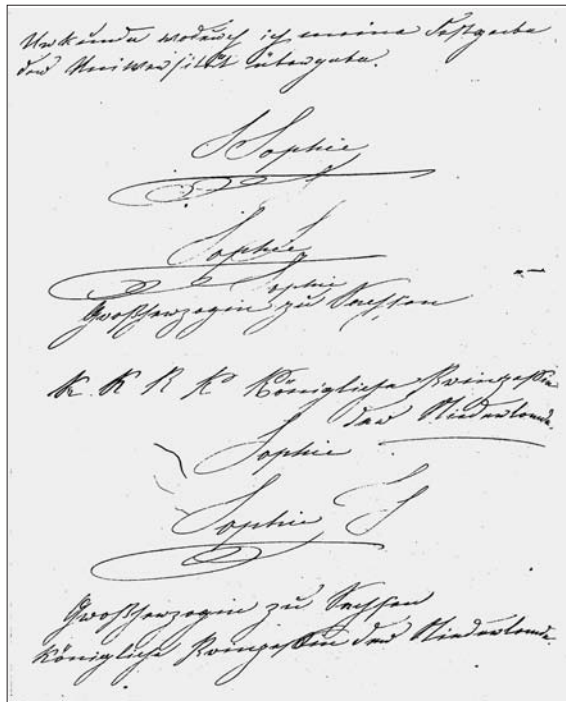 Urkunde wodurch ich meine Festgabe
der Universität übergebe.
S Sophie
Sophie S
Sophie
Großherzogin zu Sachsen
K K K K Königliche Prinzessin
der Niederlande.
Sophie
Sophie S
Großherzogin zu Sachsen
Königliche Prinzessin der Niederlande.